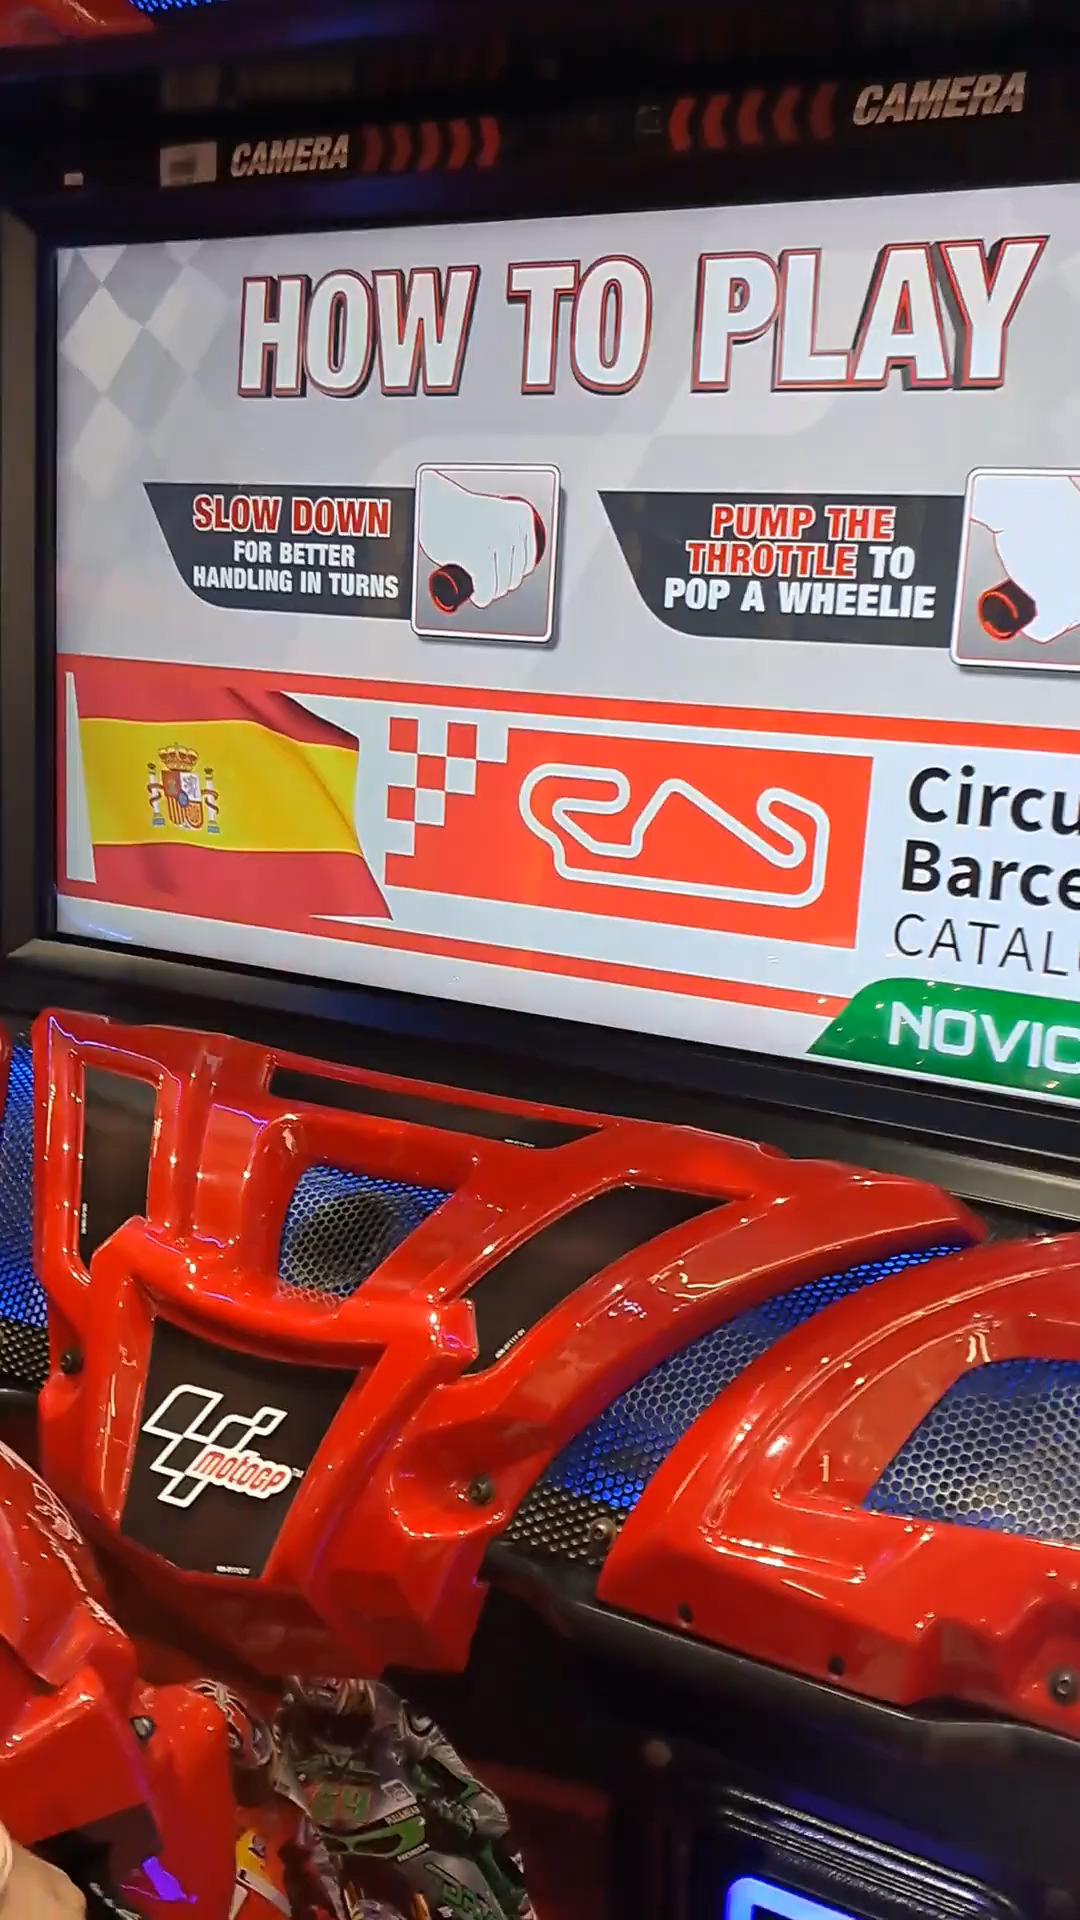 CAMERA
CAMERA
HOW TO PLAY
SLOW DOWN
FOR BETTER
HANDLING IN TURNS
PUMP THE
THROTTLE TO
POP A WHEELIE
Circu
Barce
CATAL
NOVIC
MotoGP
69